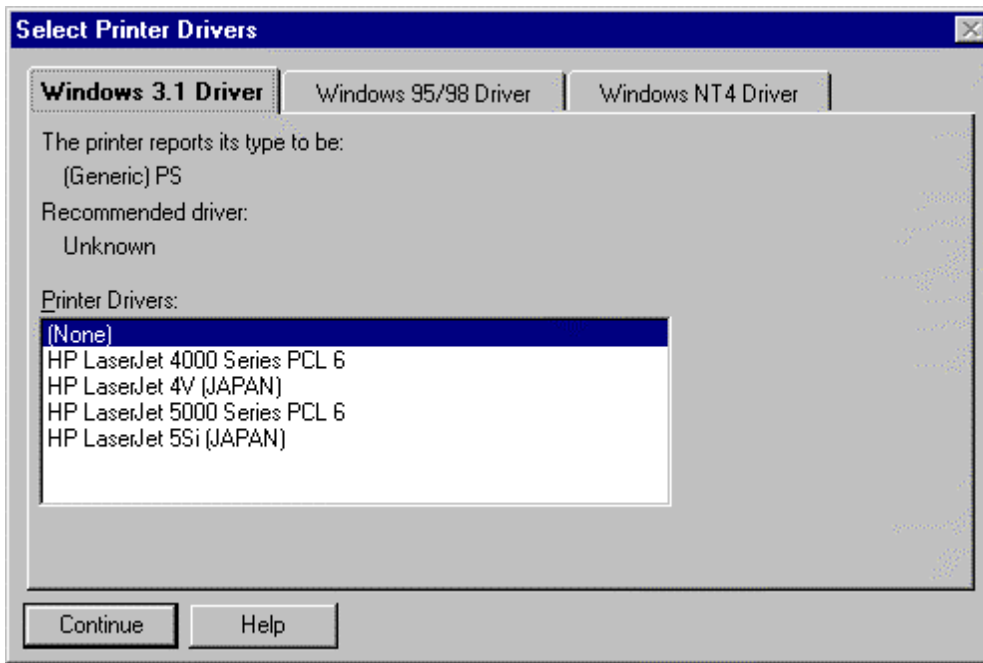 Select Printer Drivers
Windows 3.1 Driver
Windows 95/98 Driver
Windows NT4 Driver
The printer reports its type to be:
(Generic) PS
Recommended driver:
Unknown
Printer Drivers:
(None)
HP LaserJet 4000 Series PCL 6
HP LaserJet 4V (JAPAN)
HP LaserJet 5000 Series PCL 6
HP LaserJet 5Si (JAPAN)
Continue
Help